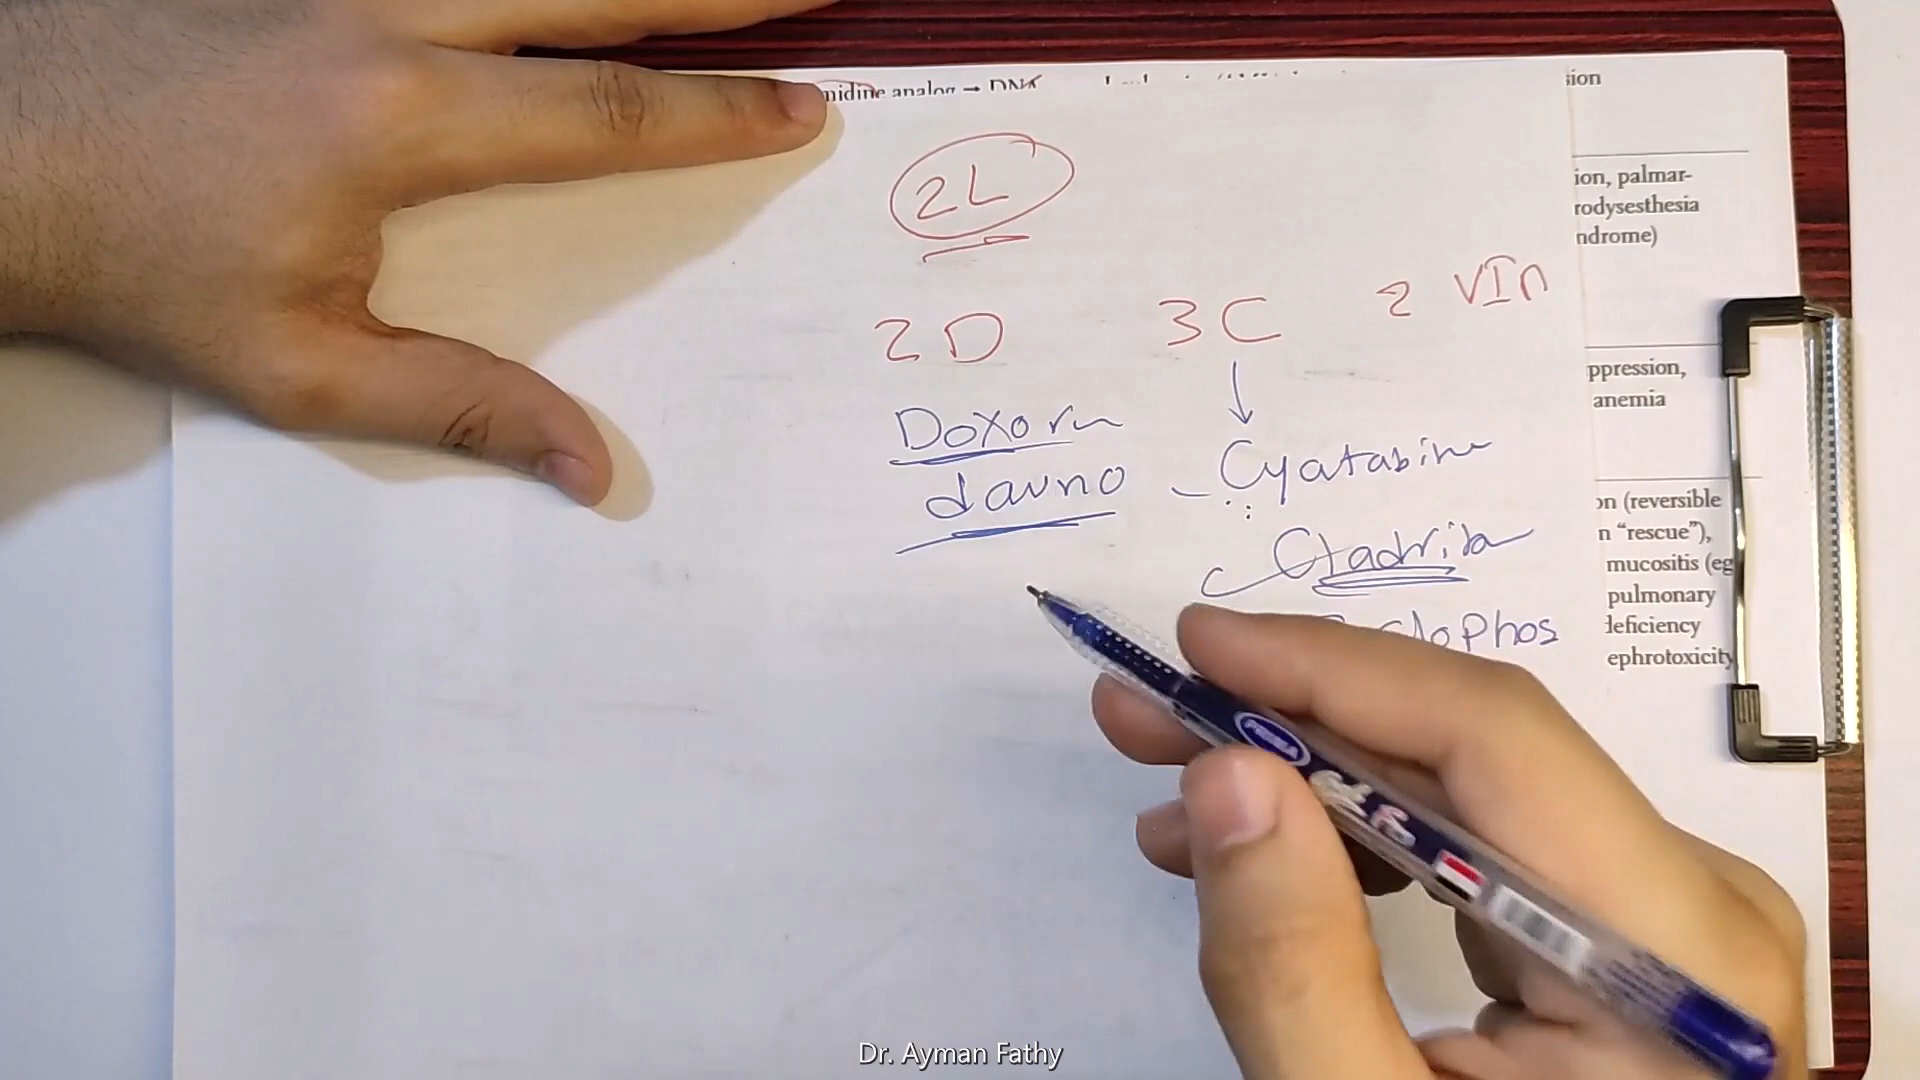 midine analog → DNA
sion
2L
ion, palmar-
rodysesthesia
ndrome)
2D 3C 2 VIn
ppression,
anemia
Doxoru
dauno
Cyatabine
Cladriba
clophos
on (reversible
n “rescue”),
mucositis (eg
pulmonary
deficiency
ephrotoxicity
Dr. Ayman Fathy